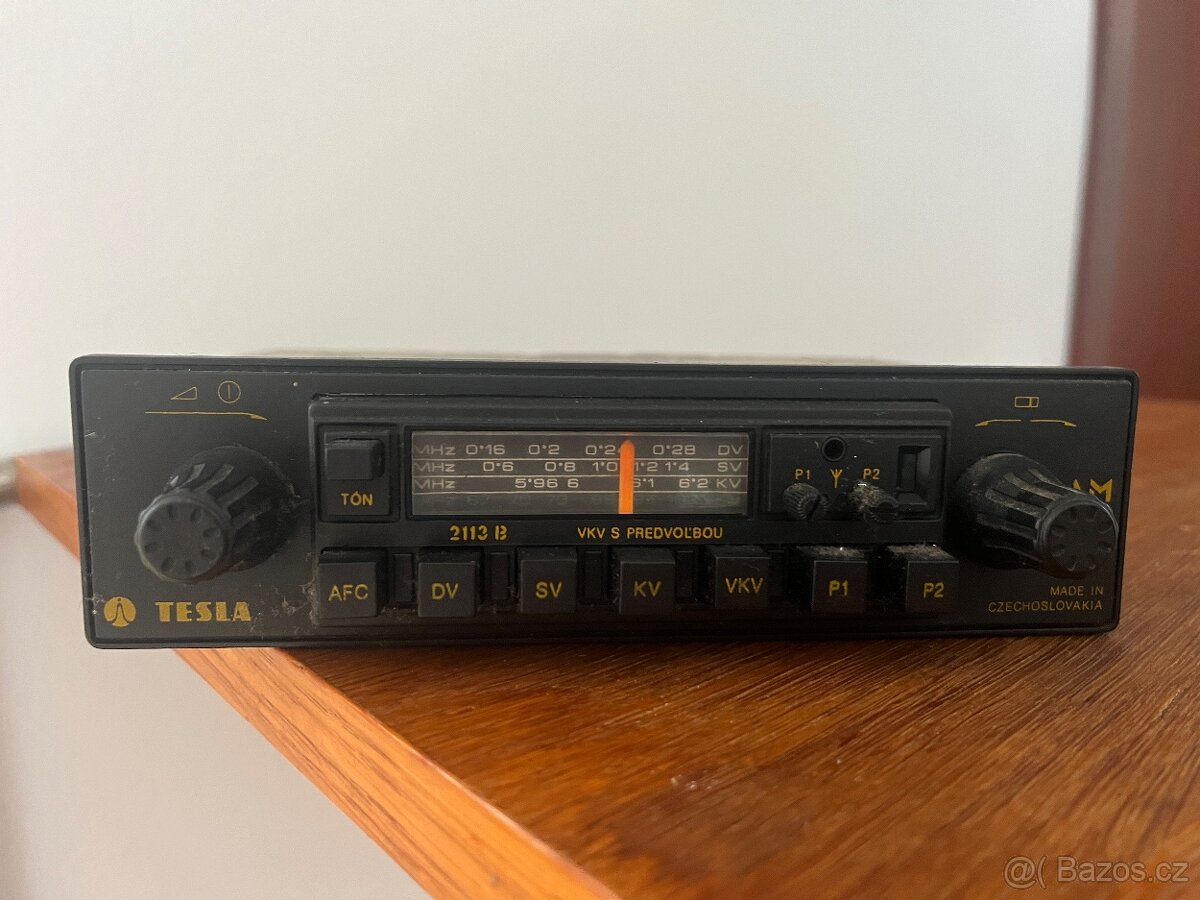 MHz 0'16 0'2 0'24 0'28 DV
MHz 0'6 0'8 1'0 1'2 1'4 SV
MHz 5'96 6 6'1 6'2 KV
TÓN
P1 P2
AM
2113 B VKV S PREDVOĽBOU
AFC DV SV KV VKV P1 P2
TESLA
MADE IN
CZECHOSLOVAKIA
@( Bazos.cz